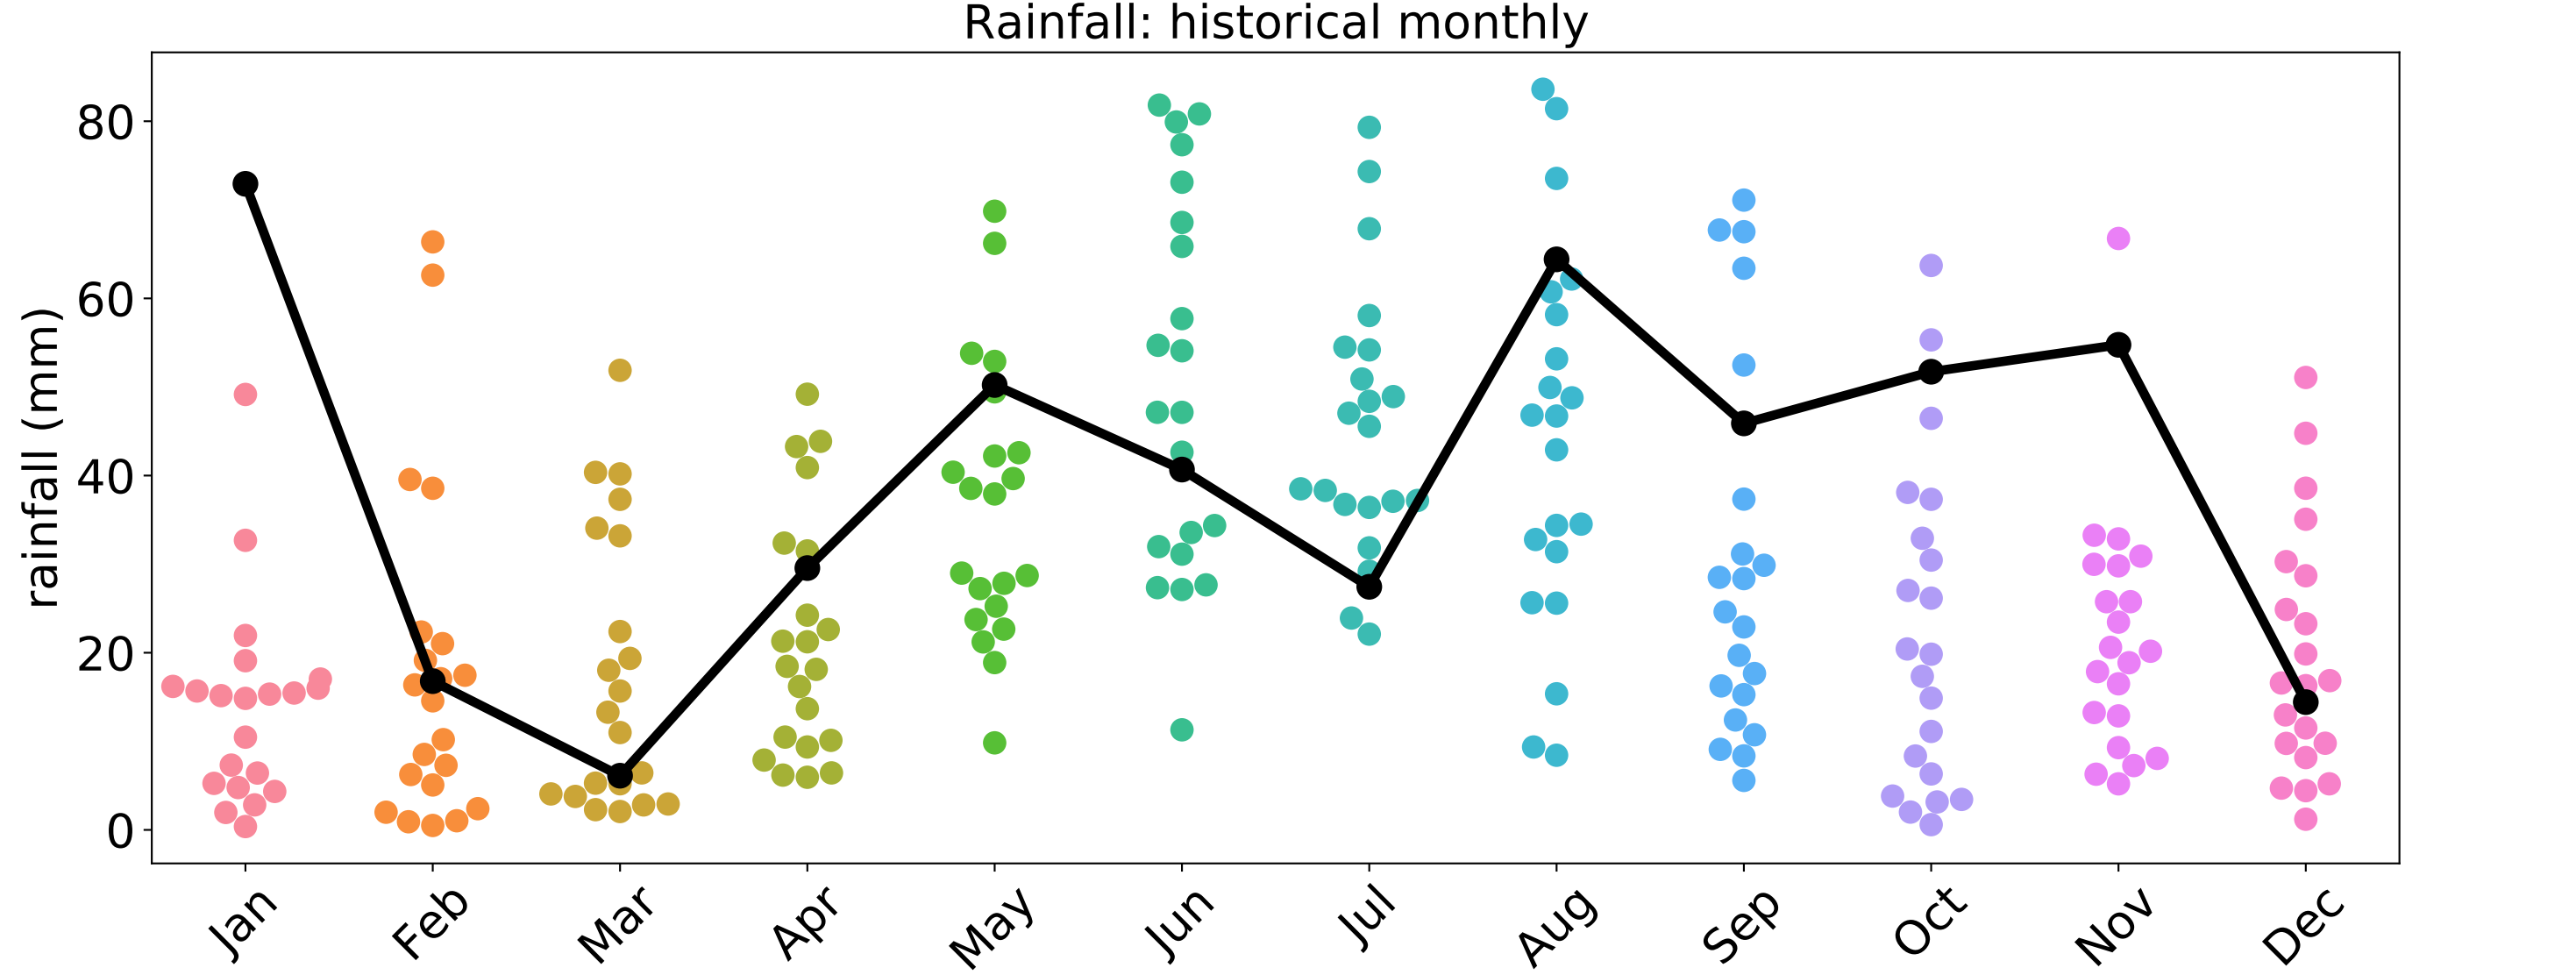 Rainfall: historical monthly
rainfall (mm)
80
60
40
20
0
Jan Feb Mar Apr May Jun Jul Aug Sep Oct Nov Dec